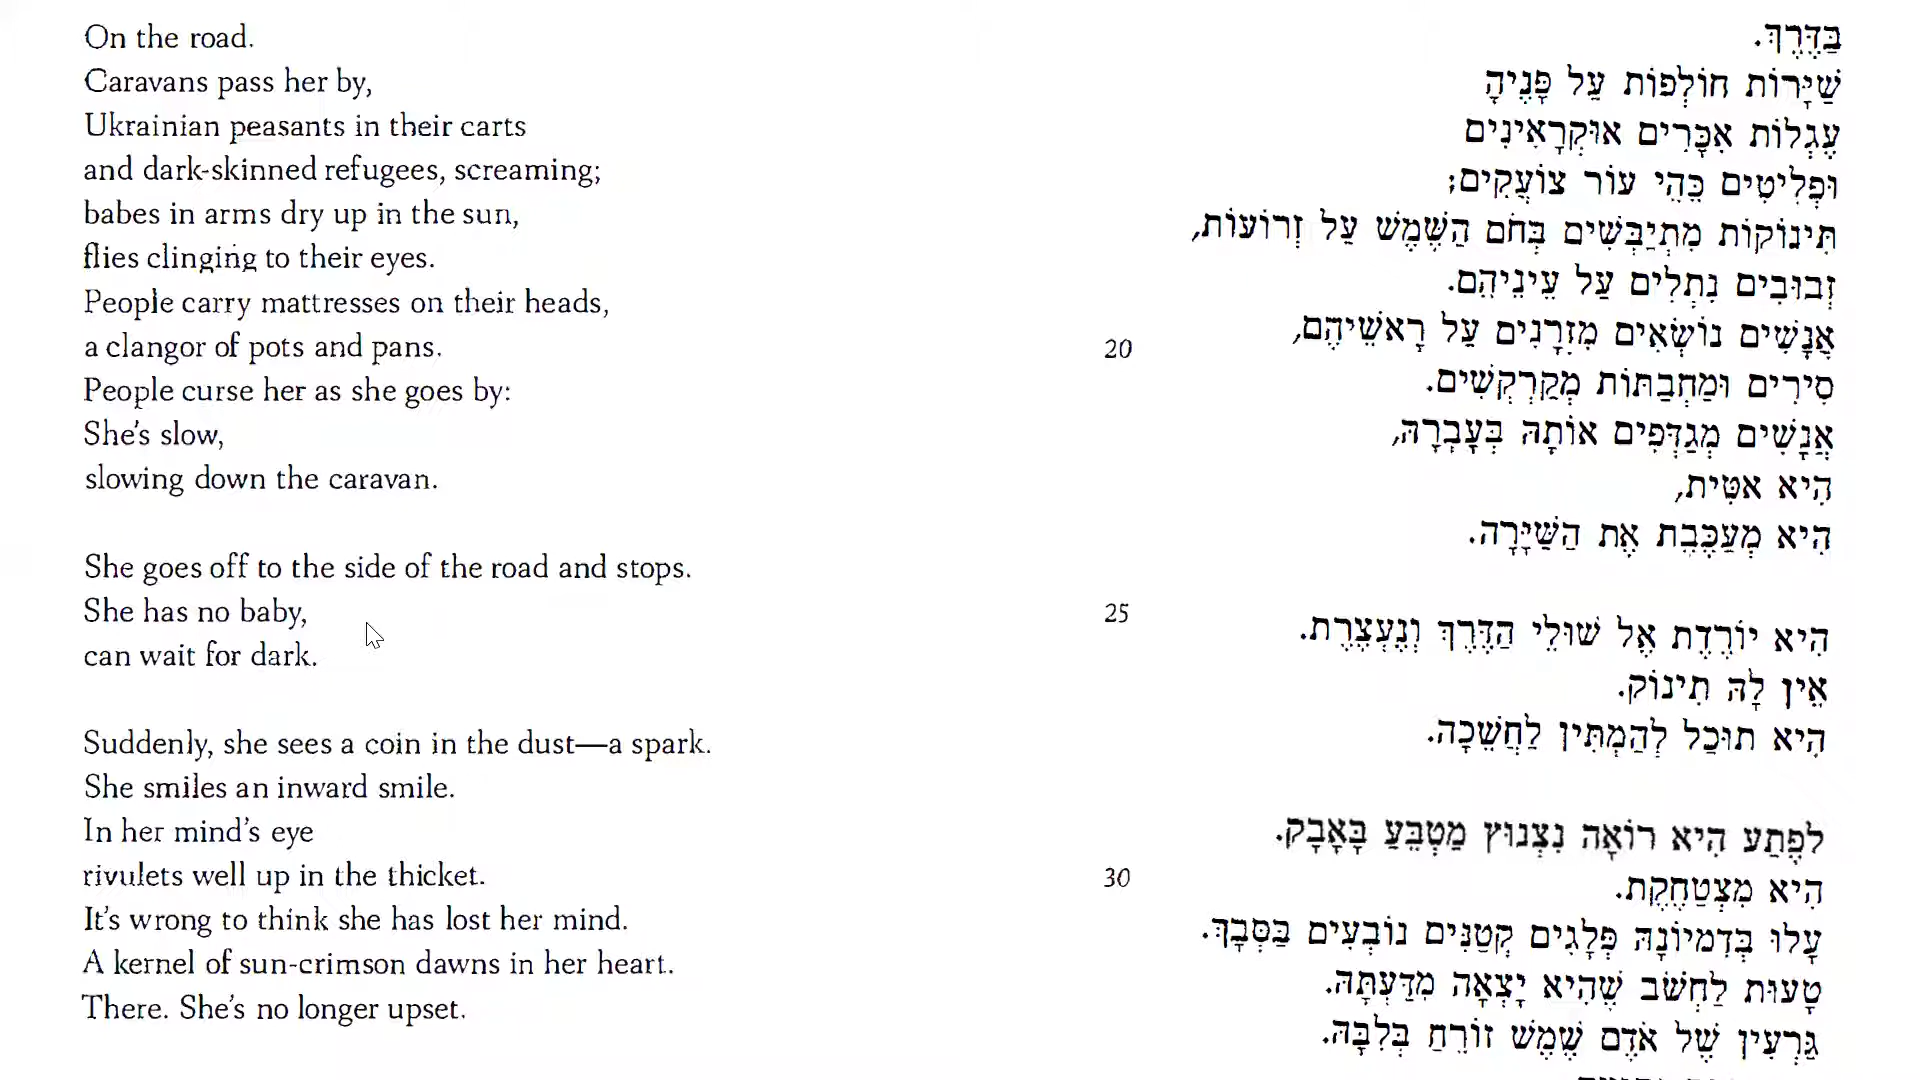 On the road.
Caravans pass her by,
Ukrainian peasants in their carts
and dark-skinned refugees, screaming;
babes in arms dry up in the sun,
flies clinging to their eyes.
People carry mattresses on their heads,
a clangor of pots and pans.
People curse her as she goes by:
She's slow,
slowing down the caravan.
She goes off to the side of the road and stops.
She has no baby,
can wait for dark.
Suddenly, she sees a coin in the dust—a spark.
She smiles an inward smile.
In her mind's eye
rivulets well up in the thicket.
It's wrong to think she has lost her mind.
A kernel of sun-crimson dawns in her heart.
There. She's no longer upset.
20
25
30
בַּדֶּרֶךְ.
שַׁיָּרוֹת חוֹלְפוֹת עַל פָּנֶיהָ
עֶגְלוֹת אִכָּרִים אוּקְרָאִינִים
וּפְלִיטִים כֵּהֵי עוֹר צוֹעֲקִים;
תִּינוֹקוֹת מִתְיַבְּשִׁים בְּחֹם הַשֶּׁמֶשׁ עַל זְרוֹעוֹת,
זְבוּבִים נִתְלִים עַל עֵינֵיהֶם.
אֲנָשִׁים נוֹשְׂאִים מִזְרָנִים עַל רָאשֵׁיהֶם,
סִירִים וּמַחְבַתּוֹת מְקַרְקְשִׁים.
אֲנָשִׁים מְגַדְּפִים אוֹתָהּ בְּעָבְרָהּ,
הִיא אִטִּית,
הִיא מְעַכֶּבֶת אֶת הַשַּׁיָּרָה.
הִיא יוֹרֶדֶת אֶל שׁוּלֵי הַדֶּרֶךְ וְנֶעְצֶרֶת.
אֵין לָהּ תִינוֹק.
הִיא תוּכַל לְהַמְתִּין לַחֲשֵׁכָה.
לְפֶתַע הִיא רוֹאָה נִצְנוּץ מַטְבֵּעַ בָּאָבָק.
הִיא מִצְטַחֶקֶת.
עָלוּ בְּדִמְיוֹנָהּ פְּלָגִים קְטַנִּים נוֹבְעִים בַּסְּבָךְ.
טָעוּת לַחְשֹׁב שֶׁהִיא יָצְאָה מִדַּעְתָּהּ.
גַּרְעִין שֶׁל אֹדֶם שֶׁמֶשׁ זוֹרֵחַ בְּלִבָּהּ.